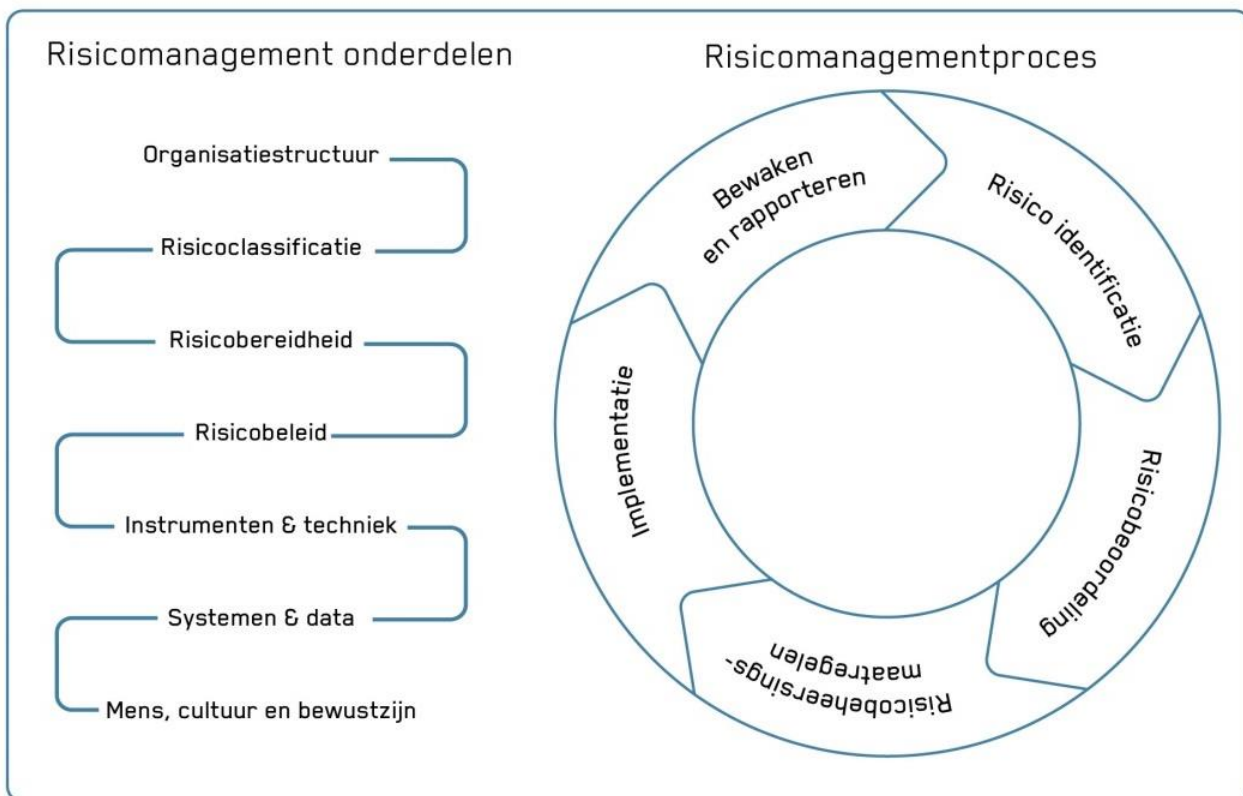 Risicomanagement onderdelen
Organisatiestructuur
Risicoclassificatie
Risicobereidheid
Risicobeleid
Instrumenten & techniek
Systemen & data
Mens, cultuur en bewustzijn
Risicomanagementproces
Risico identificatie
Risicobeoordeling
Risicobeheersings-
maatregelen
Implementatie
Bewaken
en rapporteren